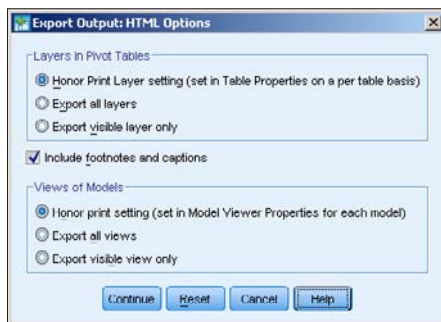 Export Output: HTML Options
Layers in Pivot Tables
Honor Print Layer setting (set in Table Properties on a per table basis)
Export all layers
Export visible layer only
Include footnotes and captions
Views of Models
Honor print setting (set in Model Viewer Properties for each model)
Export all views
Export visible view only
Continue Reset Cancel Help